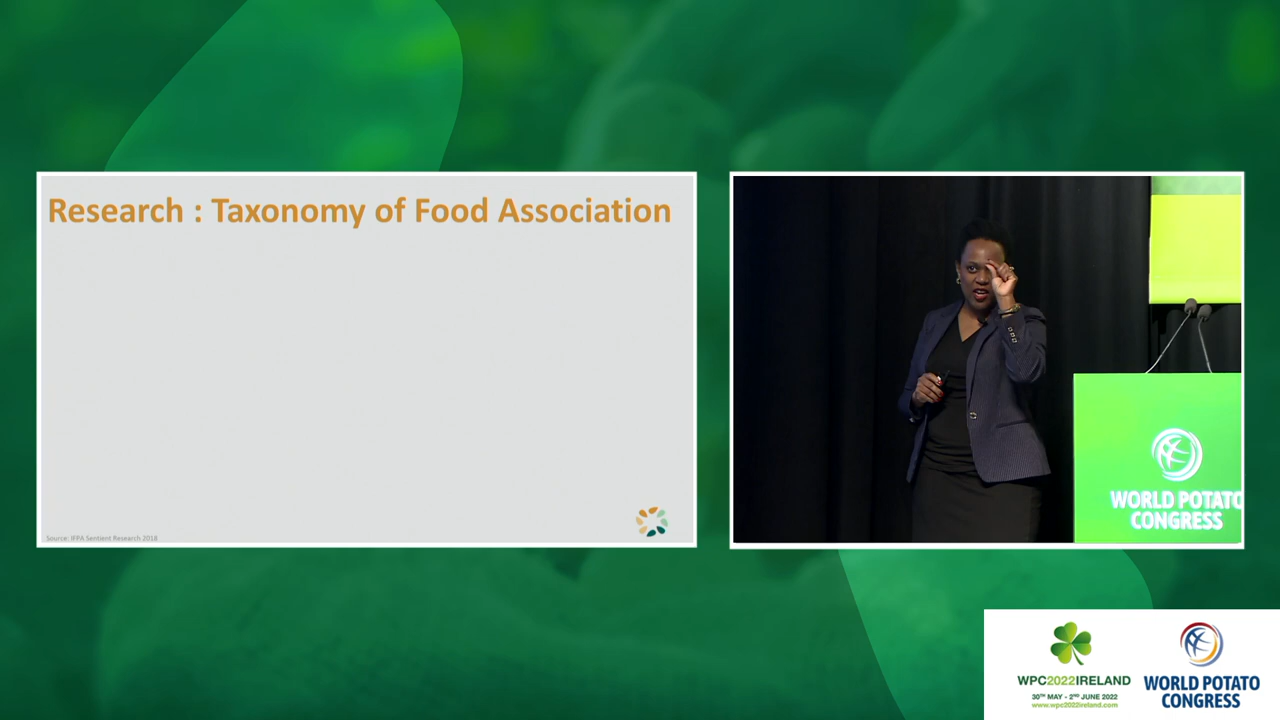 Research : Taxonomy of Food Association
Source: IFPA Sentient Research 2018
WORLD POTATO
CONGRESS
WPC2022IRELAND
30TH MAY - 2ND JUNE 2022
www.wpc2022ireland.com
WORLD POTATO
CONGRESS